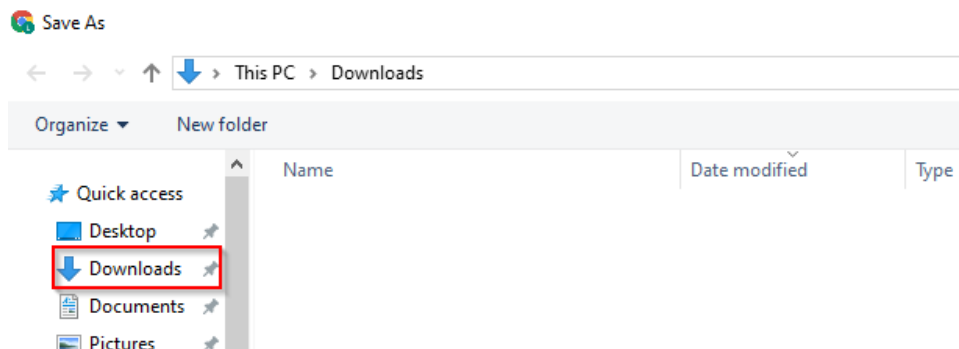 Save As
This PC > Downloads
Organize New folder
Name Date modified Type
Quick access
Desktop
Downloads
Documents
Pictures